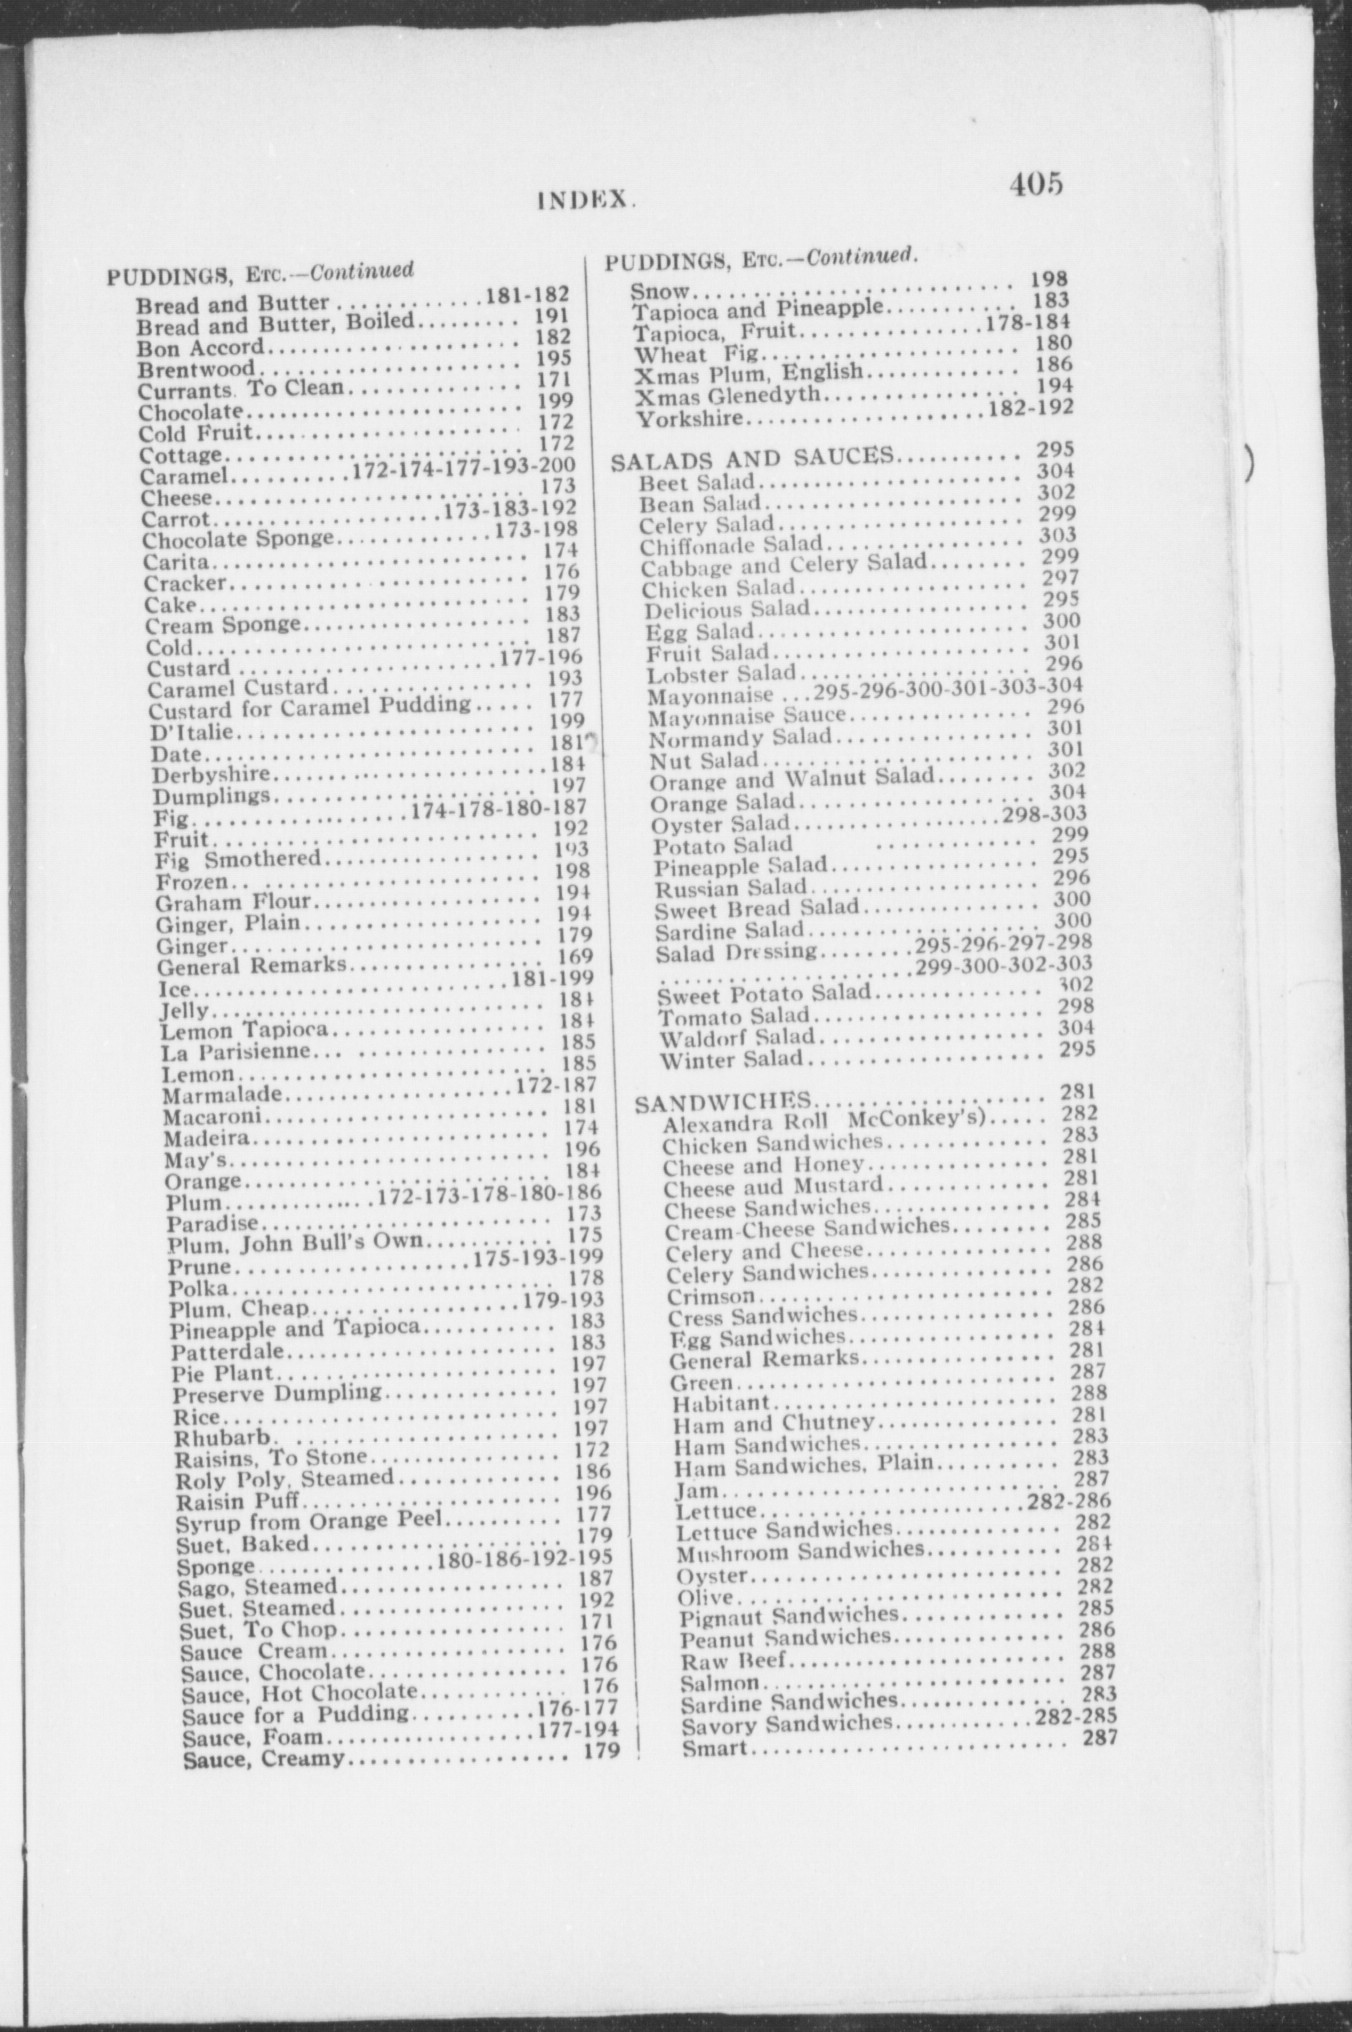 INDEX.
405
PUDDINGS, ETC.—Continued
Bread and Butter ............181-182
Bread and Butter, Boiled......... 191
Bon Accord...................... 182
Brentwood....................... 195
Currants. To Clean............... 171
Chocolate........................ 199
Cold Fruit....................... 172
Cottage.......................... 172
Caramel..........172-174-177-193-200
Cheese........................... 173
Carrot....................173-183-192
Chocolate Sponge.............173-198
Carita........................... 174
Cracker.......................... 176
Cake............................. 179
Cream Sponge.................... 183
Cold............................. 187
Custard ......................177-196
Caramel Custard................. 193
Custard for Caramel Pudding..... 177
D'Italie.......................... 199
Date............................. 181
Derbyshire........................184
Dumplings....................... 197
Fig...................174-178-180-187
Fruit............................. 192
Fig Smothered................... 193
Frozen.. ........................ 198
Graham Flour.................... 194
Ginger, Plain..................... 194
Ginger........................... 179
General Remarks................. 169
Ice............................181-199
Jelly............................. 184
Lemon Tapioca................... 184
La Parisienne... ................ 185
Lemon........................... 185
Marmalade....................172-187
Macaroni......................... 181
Madeira.......................... 174
May's............................ 196
Orange........................... 184
Plum.............172-173-178-180-186
Paradise.......................... 173
Plum, John Bull's Own........... 175
Prune.....................175-193-199
Polka............................ 178
Plum, Cheap..................179-193
Pineapple and Tapioca........... 183
Patterdale........................ 183
Pie Plant......................... 197
Preserve Dumpling............... 197
Rice............................. 197
Rhubarb. ....................... 197
Raisins, To Stone................. 172
Roly Poly, Steamed.............. 186
Raisin Puff....................... 196
Syrup from Orange Peel.......... 177
Suet, Baked...................... 179
Sponge................180-186-192-195
Sago, Steamed................... 187
Suet. Steamed................... 192
Suet, To Chop................... 171
Sauce Cream.................... 176
Sauce, Chocolate................. 176
Sauce, Hot Chocolate............ 176
Sauce for a Pudding...........176-177
Sauce, Foam..................177-194
Sauce, Creamy................... 179
PUDDINGS, ETC.—Continued.
Snow............................ 198
Tapioca and Pineapple........... 183
Tapioca, Fruit.................178-184
Wheat Fig....................... 180
Xmas Plum, English............. 186
Xmas Glenedyth................. 194
Yorkshire.....................182-192
SALADS AND SAUCES........... 295
Beet Salad....................... 304
Bean Salad...................... 302
Celery Salad..................... 299
Chiffonade Salad................. 303
Cabbage and Celery Salad........ 299
Chicken Salad.................... 297
Delicious Salad................... 295
Egg Salad........................ 300
Fruit Salad....................... 301
Lobster Salad.................... 296
Mayonnaise ...295-296-300-301-303-304
Mayonnaise Sauce................ 296
Normandy Salad................. 301
Nut Salad........................ 301
Orange and Walnut Salad........ 302
Orange Salad..................... 304
Oyster Salad..................298-303
Potato Salad .............. 299
Pineapple Salad.................. 295
Russian Salad.................... 296
Sweet Bread Salad............... 300
Sardine Salad.................... 300
Salad Dressing........295-296-297-298
......................299-300-302-303
Sweet Potato Salad.............. 302
Tomato Salad.................... 298
Waldorf Salad.................... 304
Winter Salad..................... 295
SANDWICHES.................... 281
Alexandra Roll McConkey's)..... 282
Chicken Sandwiches.............. 283
Cheese and Honey................ 281
Cheese aud Mustard.............. 281
Cheese Sandwiches............... 284
Cream-Cheese Sandwiches........ 285
Celery and Cheese................ 288
Celery Sandwiches................ 286
Crimson.......................... 282
Cress Sandwiches................. 286
Egg Sandwiches.................. 284
General Remarks................. 281
Green............................ 287
Habitant......................... 288
Ham and Chutney................ 281
Ham Sandwiches................. 283
Ham Sandwiches, Plain........... 283
Jam.............................. 287
Lettuce.......................282-286
Lettuce Sandwiches............... 282
Mushroom Sandwiches............ 284
Oyster........................... 282
Olive............................. 282
Pignaut Sandwiches.............. 285
Peanut Sandwiches............... 286
Raw Beef........................ 288
Salmon........................... 287
Sardine Sandwiches............... 283
Savory Sandwiches............282-285
Smart............................ 287